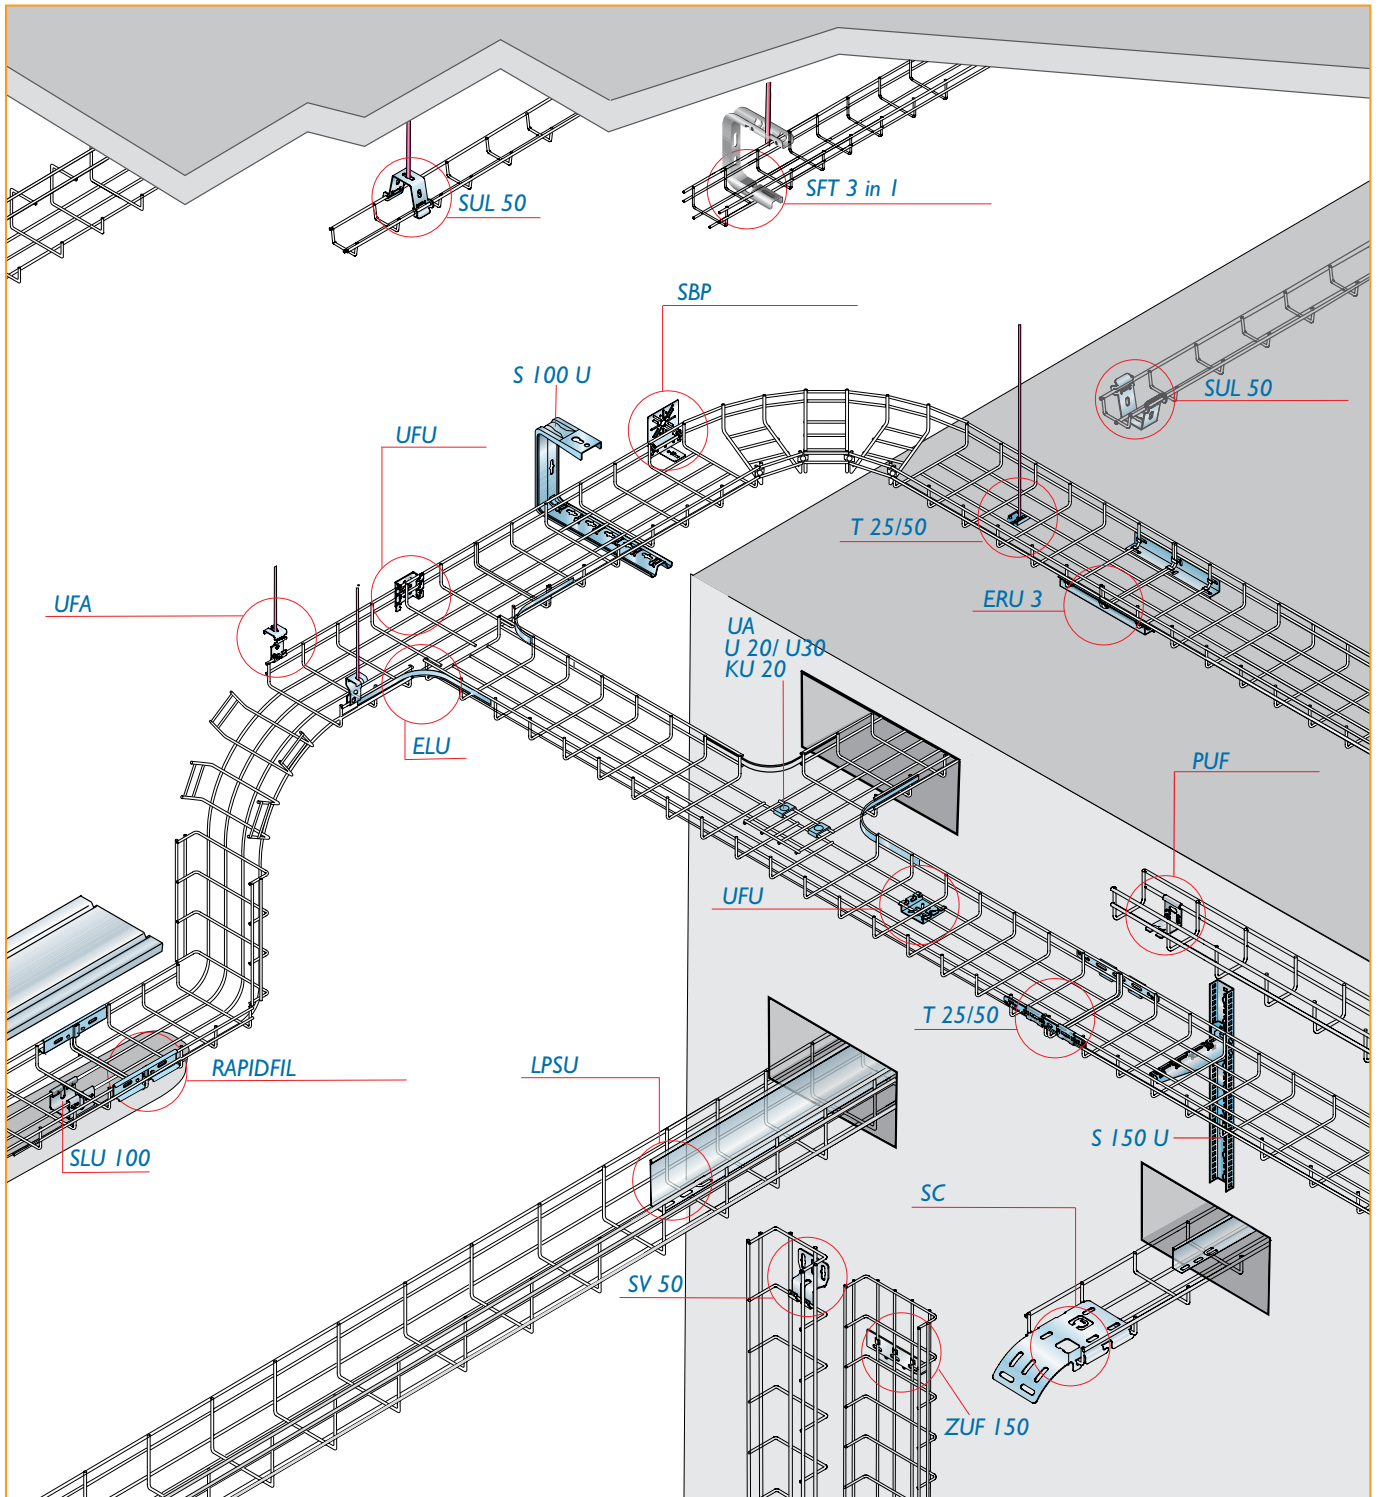 SUL 50
SFT 3 in 1
SBP
S 100 U
SUL 50
UFU
T 25/50
UFA
ERU 3
UA
U 20/ U30
KU 20
ELU
PUF
UFU
T 25/50
RAPIDFIL
LPSU
SLU 100
S 150 U
SC
SV 50
ZUF 150